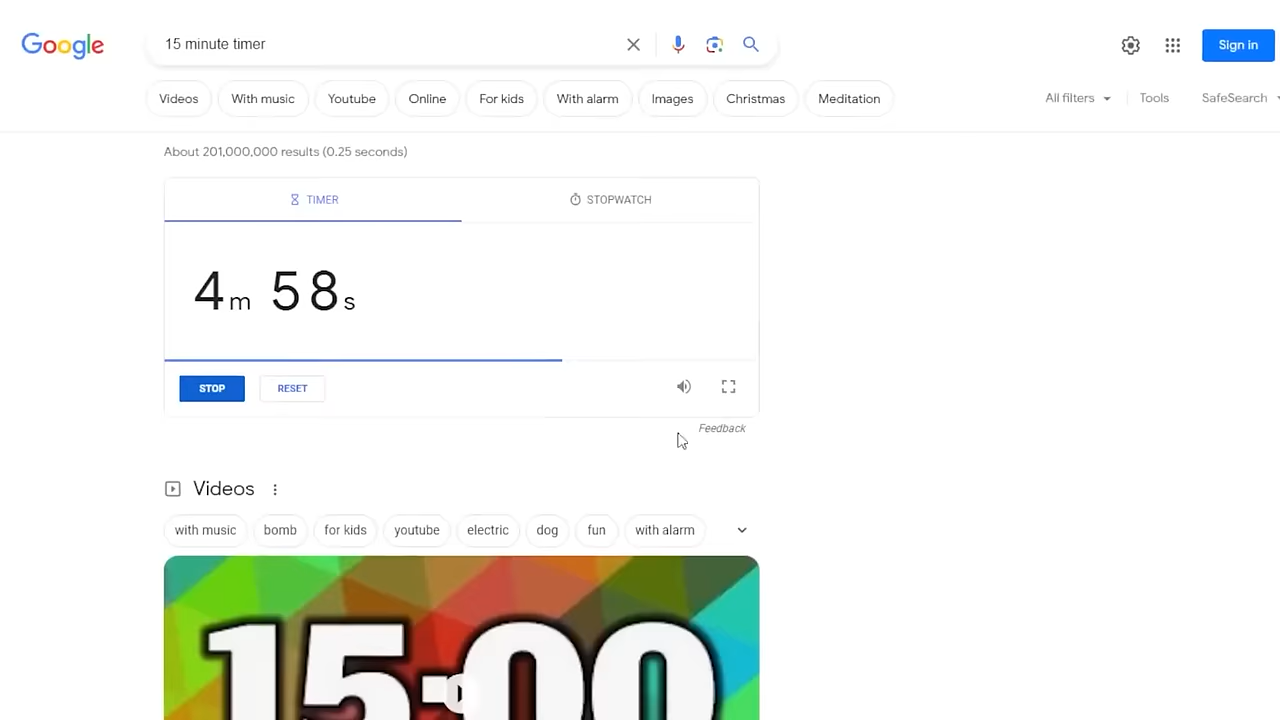 Google
15 minute timer
Sign in
Videos With music Youtube Online For kids With alarm Images Christmas Meditation
All filters Tools SafeSearch
About 201,000,000 results (0.25 seconds)
TIMER STOPWATCH
4m 58s
STOP RESET
Feedback
Videos
with music bomb for kids youtube electric dog fun with alarm
15:00